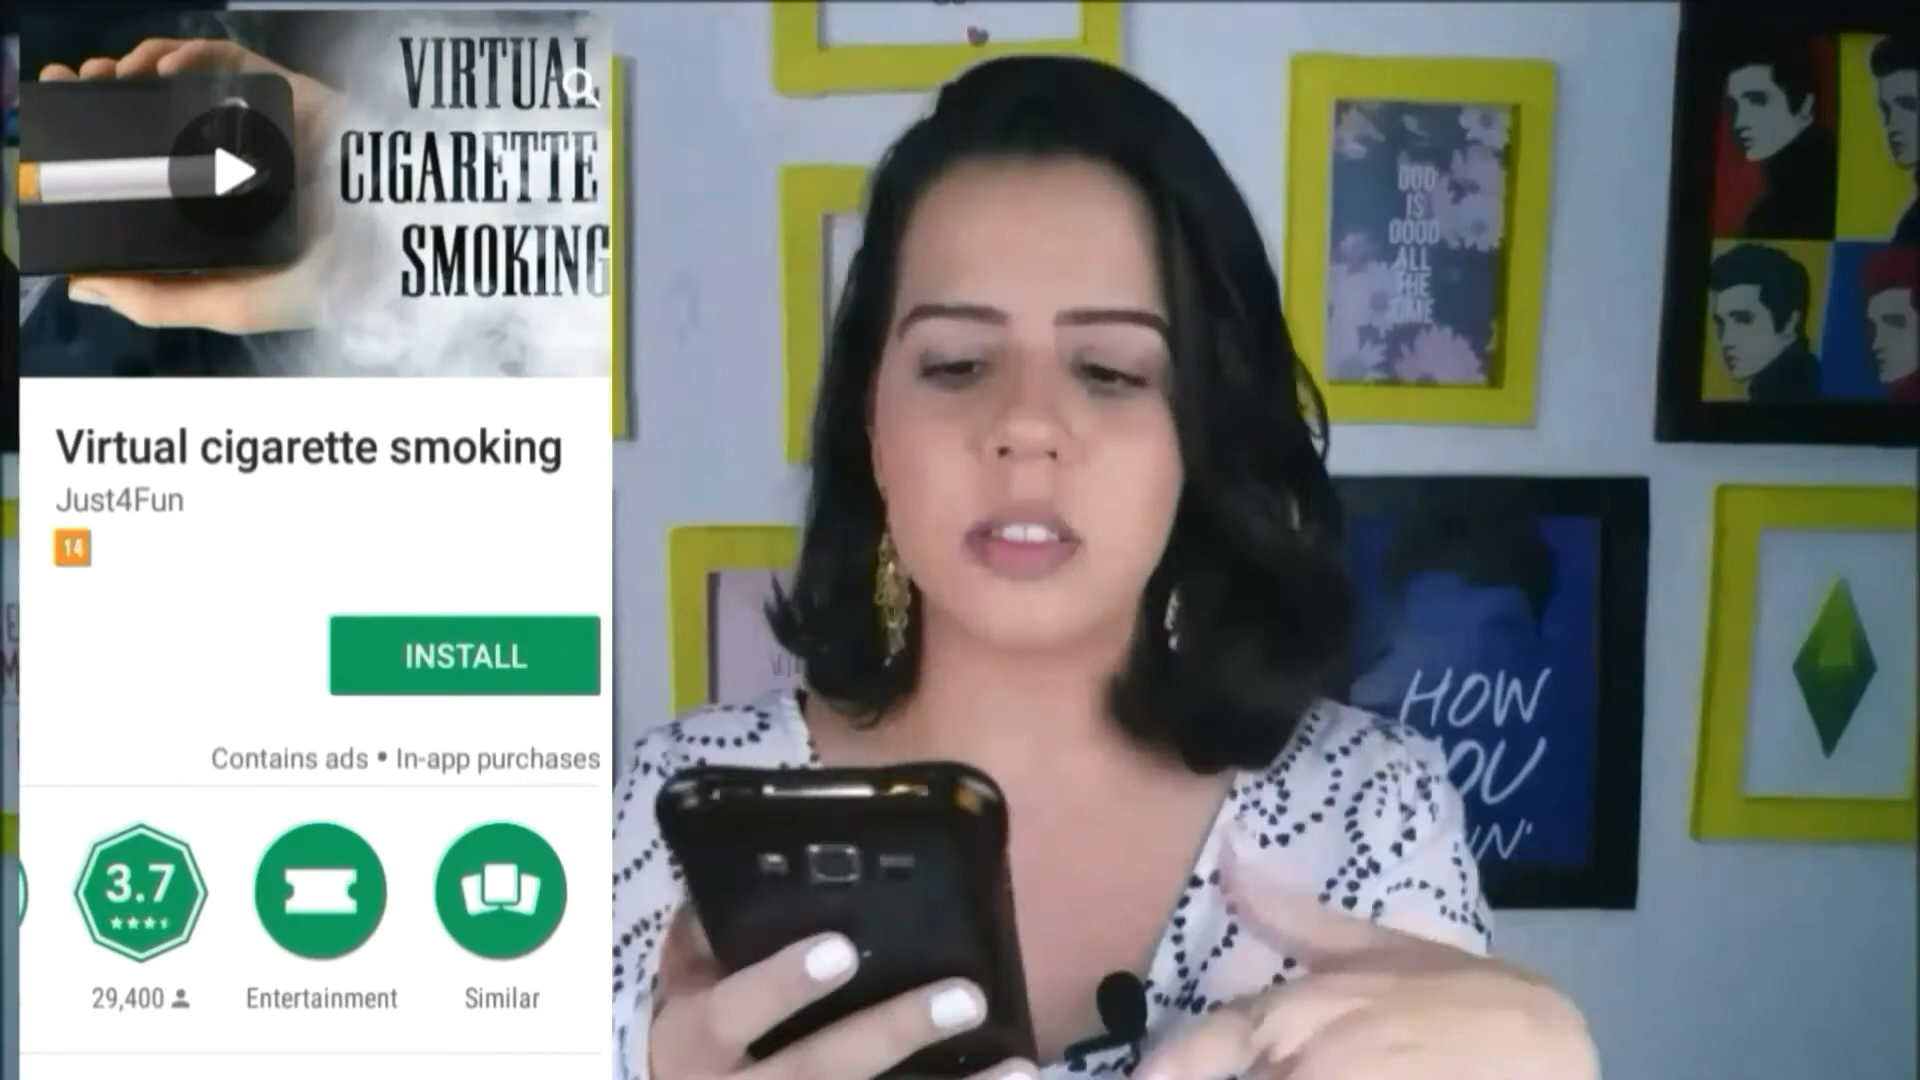 VIRTUAL
CIGARETTE
SMOKING
Virtual cigarette smoking
Just4Fun
14
INSTALL
Contains ads • In-app purchases
3.7
29,400
Entertainment
Similar
GOD
IS
GOOD
ALL
THE
TIME
HOW
YOU